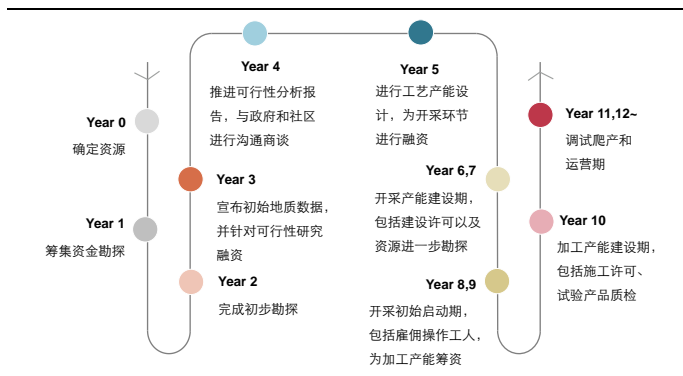 Year 0
确定资源
Year 1
筹集资金勘探
Year 2
完成初步勘探
Year 3
宣布初始地质数据，
并针对可行性研究
融资
Year 4
推进可行性分析报
告，与政府和社区
进行沟通商谈
Year 5
进行工艺产能设
计，为开采环节
进行融资
Year 6,7
开采产能建设期，
包括建设许可以及
资源进一步勘探
Year 8,9
开采初始启动期，
包括雇佣操作工人，
为加工产能筹资
Year 10
加工产能建设期，
包括施工许可、
试验产品质检
Year 11,12~
调试爬产和
运营期